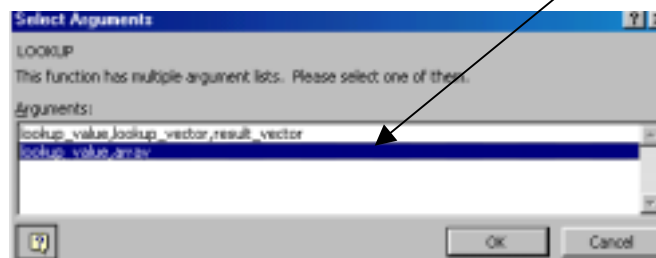 Select Arguments
LOOKUP
This function has multiple argument lists. Please select one of them.
Arguments:
lookup_value,lookup_vector,result_vector
lookup_value,array
OK Cancel